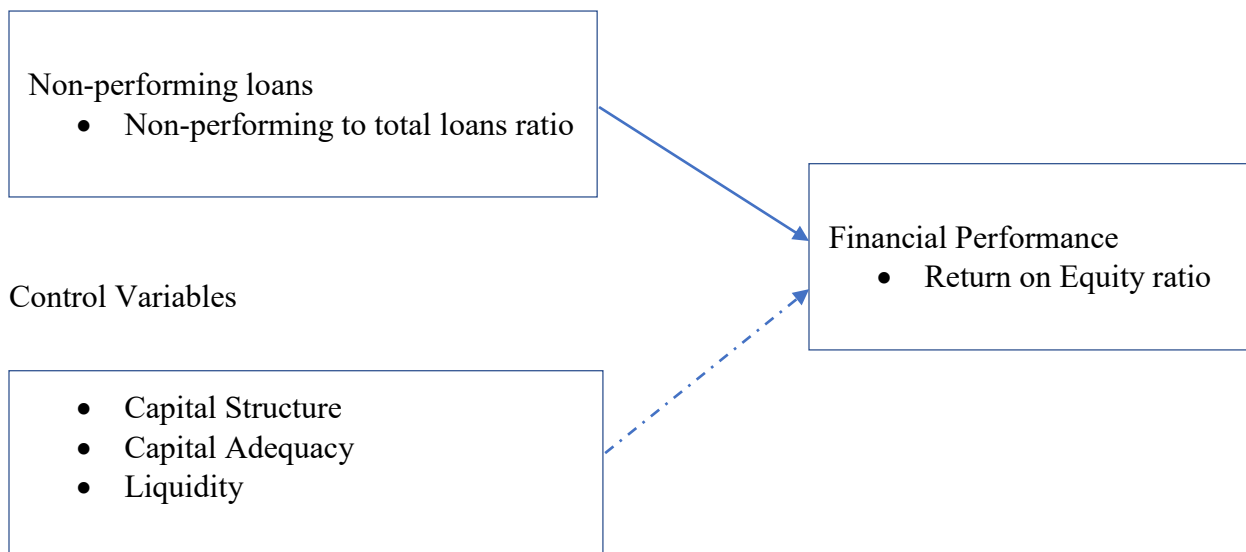 Non-performing loans
• Non-performing to total loans ratio
Financial Performance
• Return on Equity ratio
Control Variables
• Capital Structure
• Capital Adequacy
• Liquidity